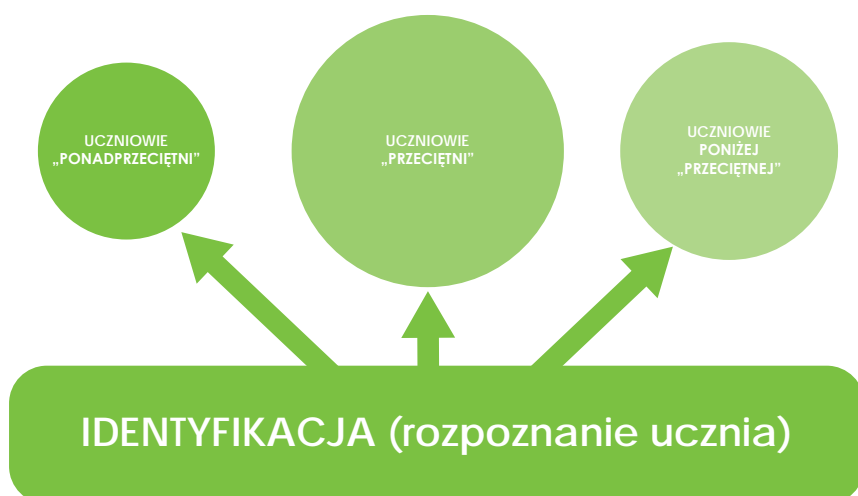 UCZNIOWIE
„PONADPRZECIĘTNI”
UCZNIOWIE
„PRZECIĘTNI”
UCZNIOWIE
PONIŻEJ
„PRZECIĘTNEJ”
IDENTYFIKACJA (rozpoznanie ucznia)